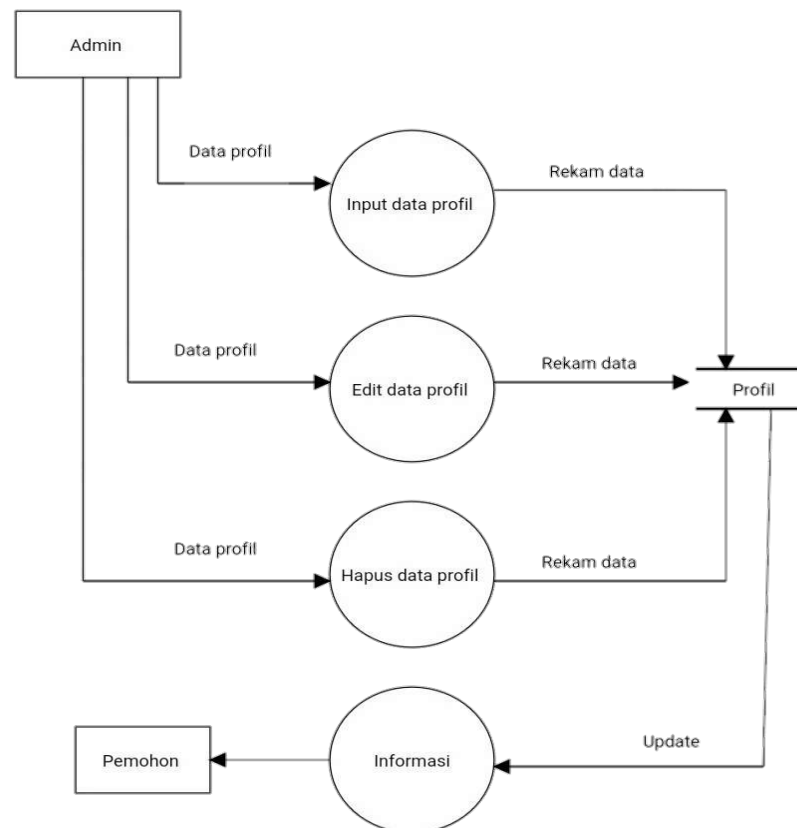 Admin
Data profil
Input data profil
Rekam data
Data profil
Edit data profil
Rekam data
Profil
Data profil
Hapus data profil
Rekam data
Pemohon
Informasi
Update